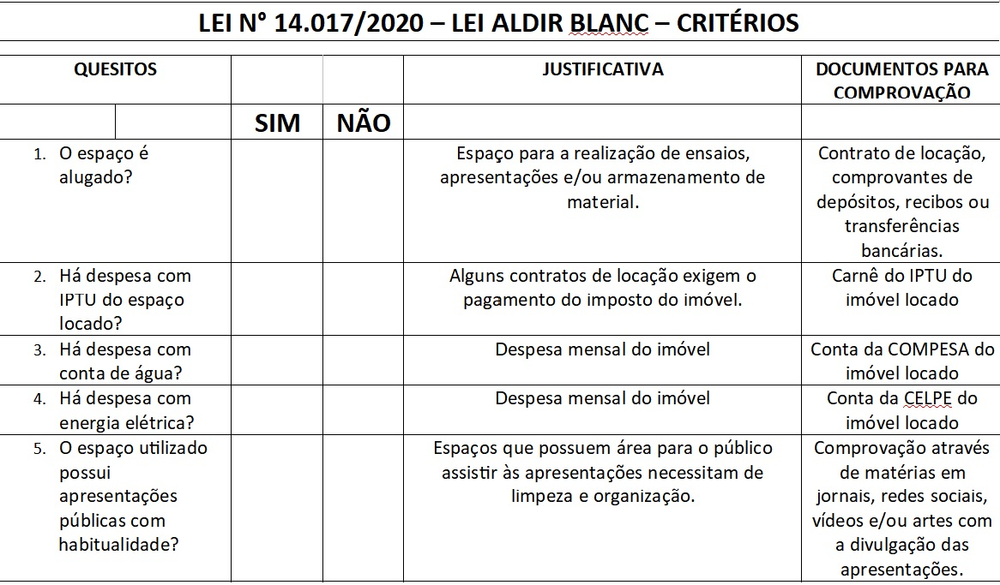 LEI Nº 14.017/2020 – LEI ALDIR BLANC – CRITÉRIOS
QUESITOS
JUSTIFICATIVA
DOCUMENTOS PARA
COMPROVAÇÃO
SIM
NÃO
1. O espaço é
alugado?
Espaço para a realização de ensaios,
apresentações e/ou armazenamento de
material.
Contrato de locação,
comprovantes de
depósitos, recibos ou
transferências
bancárias.
2. Há despesa com
IPTU do espaço
locado?
Alguns contratos de locação exigem o
pagamento do imposto do imóvel.
Carnê do IPTU do
imóvel locado
3. Há despesa com
conta de água?
Despesa mensal do imóvel
Conta da COMPESA do
imóvel locado
4. Há despesa com
energia elétrica?
Despesa mensal do imóvel
Conta da CELPE do
imóvel locado
5. O espaço utilizado
possui
apresentações
públicas com
habitualidade?
Espaços que possuem área para o público
assistir às apresentações necessitam de
limpeza e organização.
Comprovação através
de matérias em
jornais, redes sociais,
vídeos e/ou artes com
a divulgação das
apresentações.